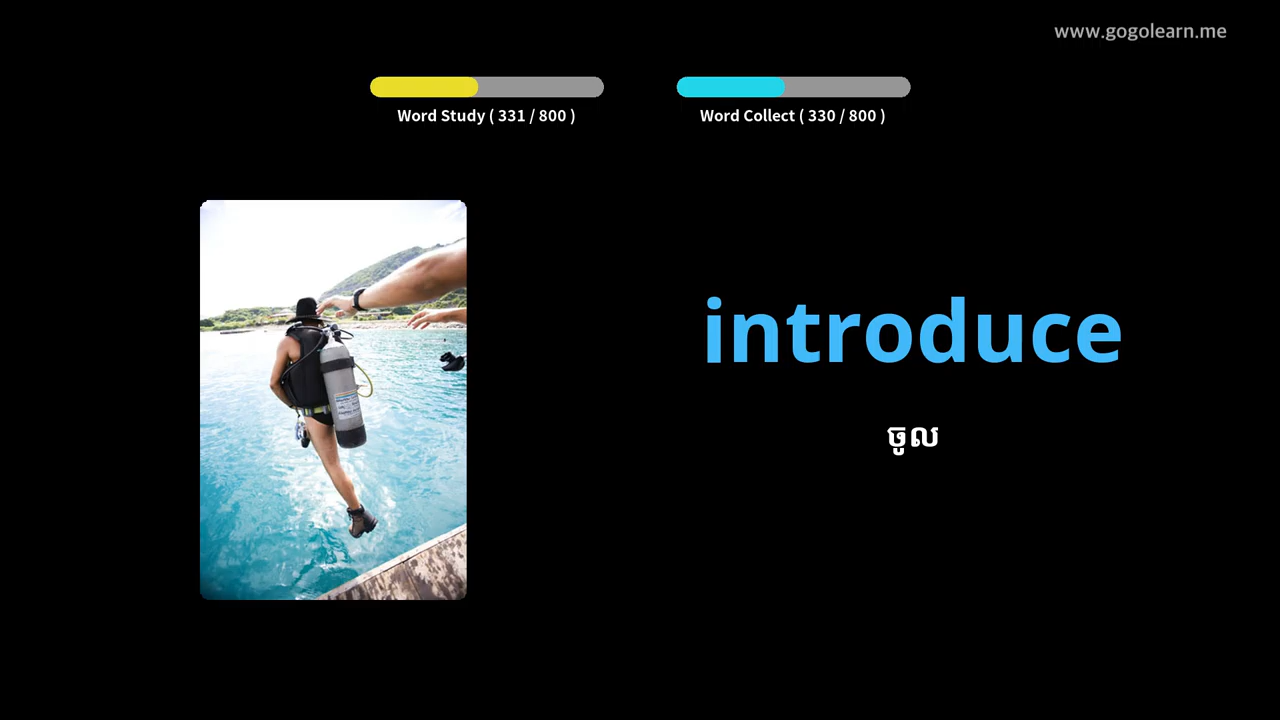 www.gogolearn.me
Word Study ( 331 / 800 )
Word Collect ( 330 / 800 )
introduce
ចូល